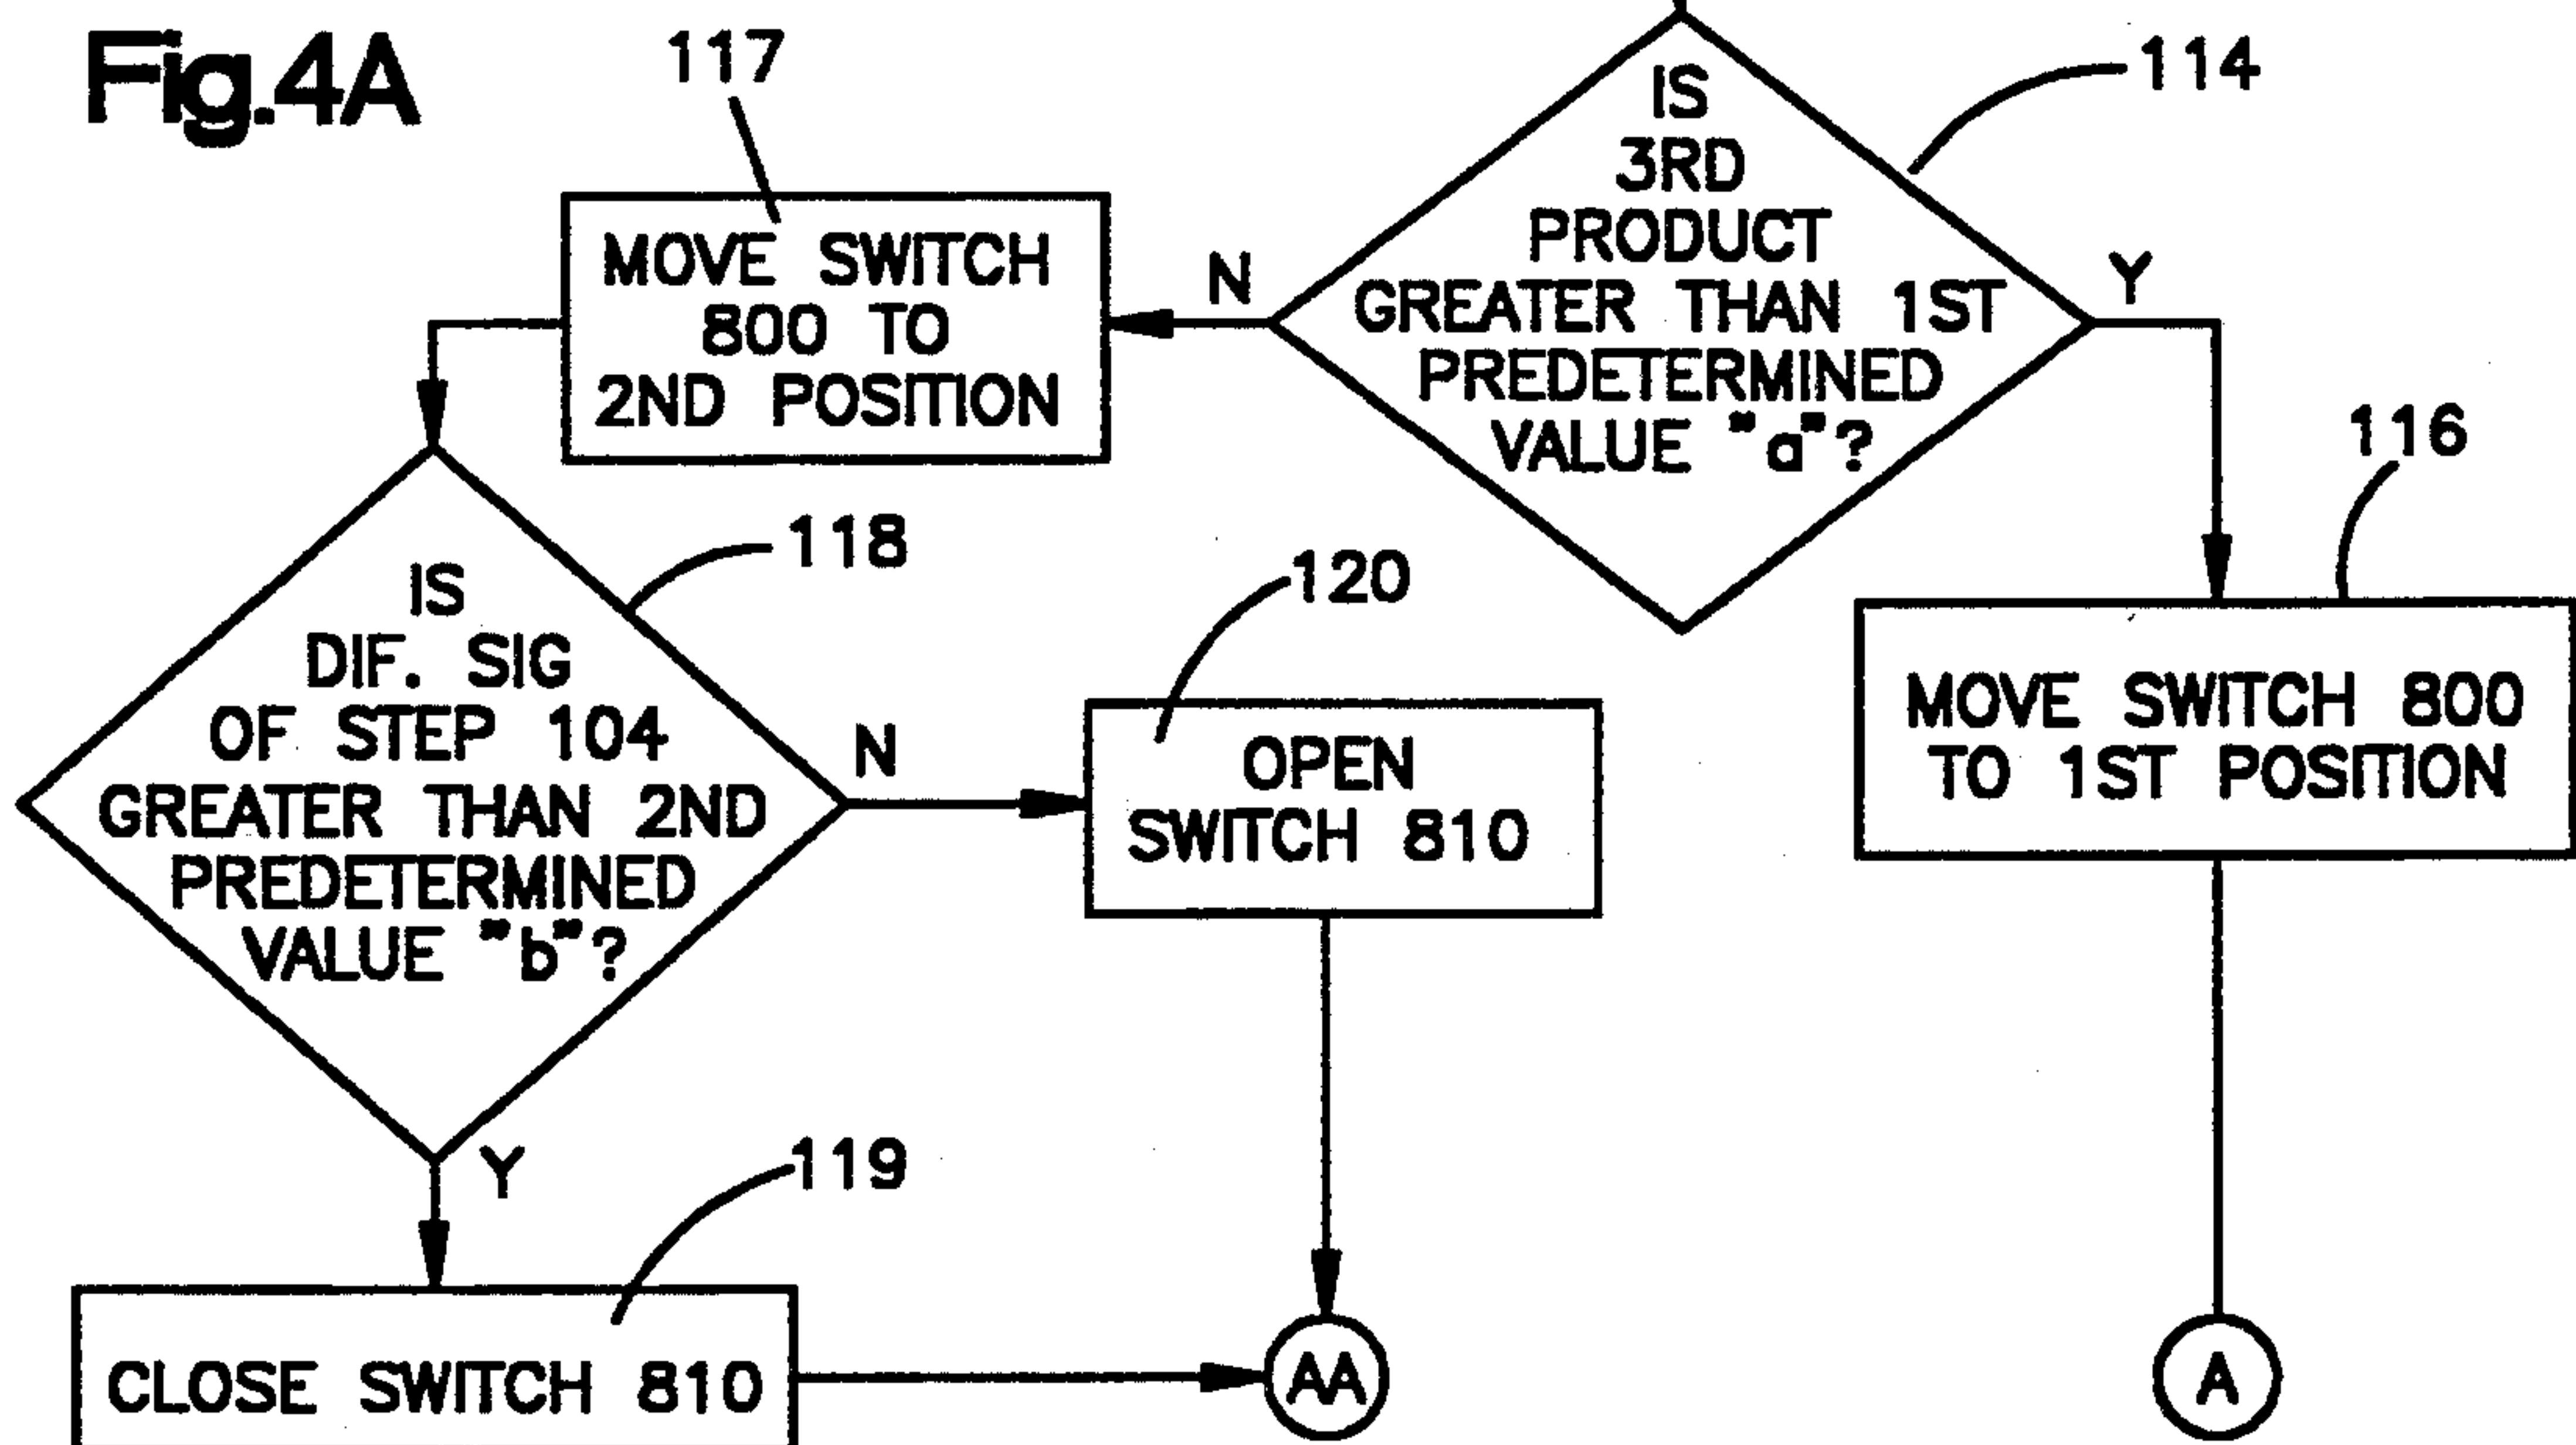 Fig.4A
117
114
IS
3RD
PRODUCT
GREATER THAN 1ST
PREDETERMINED
VALUE "a"?
N
Y
MOVE SWITCH
800 TO
2ND POSITION
116
MOVE SWITCH 800
TO 1ST POSITION
118
IS
DIF. SIG
OF STEP 104
GREATER THAN 2ND
PREDETERMINED
VALUE "b"?
N
120
OPEN
SWITCH 810
Y
119
CLOSE SWITCH 810
AA
A